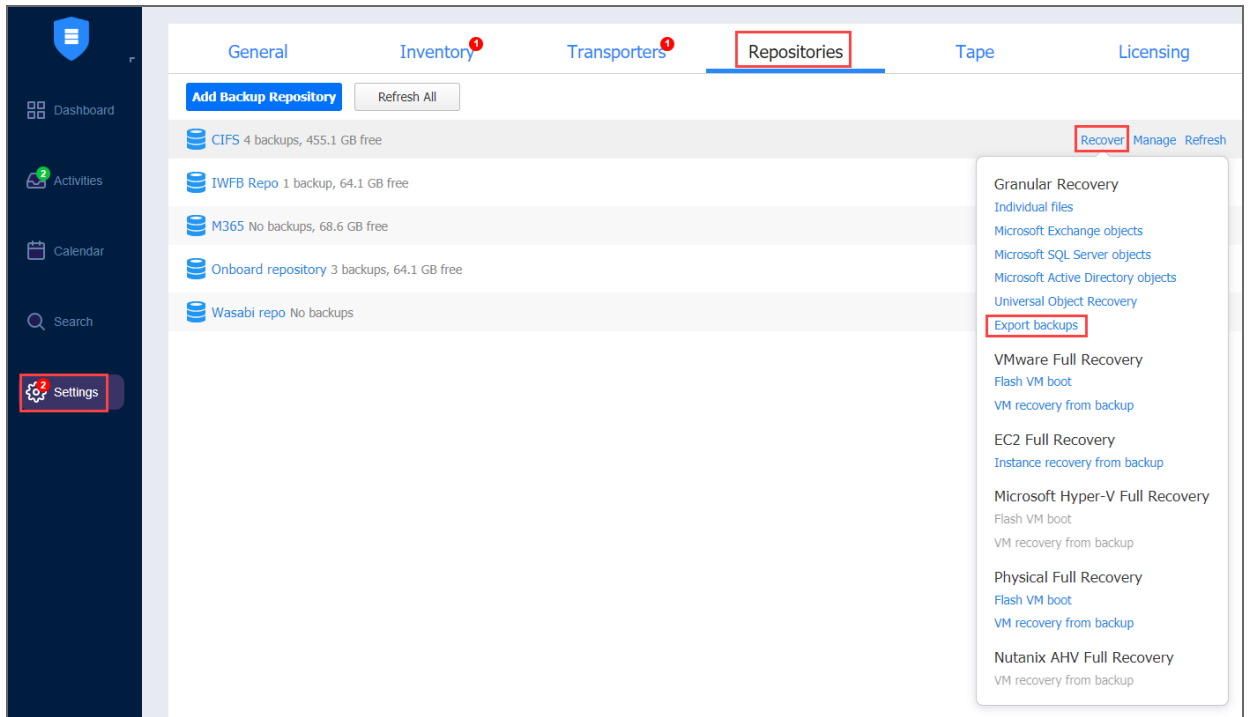 General
Inventory 1
Transporters 1
Repositories
Tape
Licensing
Dashboard
2
Activities
Calendar
Search
2
Settings
Add Backup Repository
Refresh All
CIFS 4 backups, 455.1 GB free
Recover Manage Refresh
IWFB Repo 1 backup, 64.1 GB free
M365 No backups, 68.6 GB free
Onboard repository 3 backups, 64.1 GB free
Wasabi repo No backups
Granular Recovery
Individual files
Microsoft Exchange objects
Microsoft SQL Server objects
Microsoft Active Directory objects
Universal Object Recovery
Export backups
VMware Full Recovery
Flash VM boot
VM recovery from backup
EC2 Full Recovery
Instance recovery from backup
Microsoft Hyper-V Full Recovery
Flash VM boot
VM recovery from backup
Physical Full Recovery
Flash VM boot
VM recovery from backup
Nutanix AHV Full Recovery
VM recovery from backup